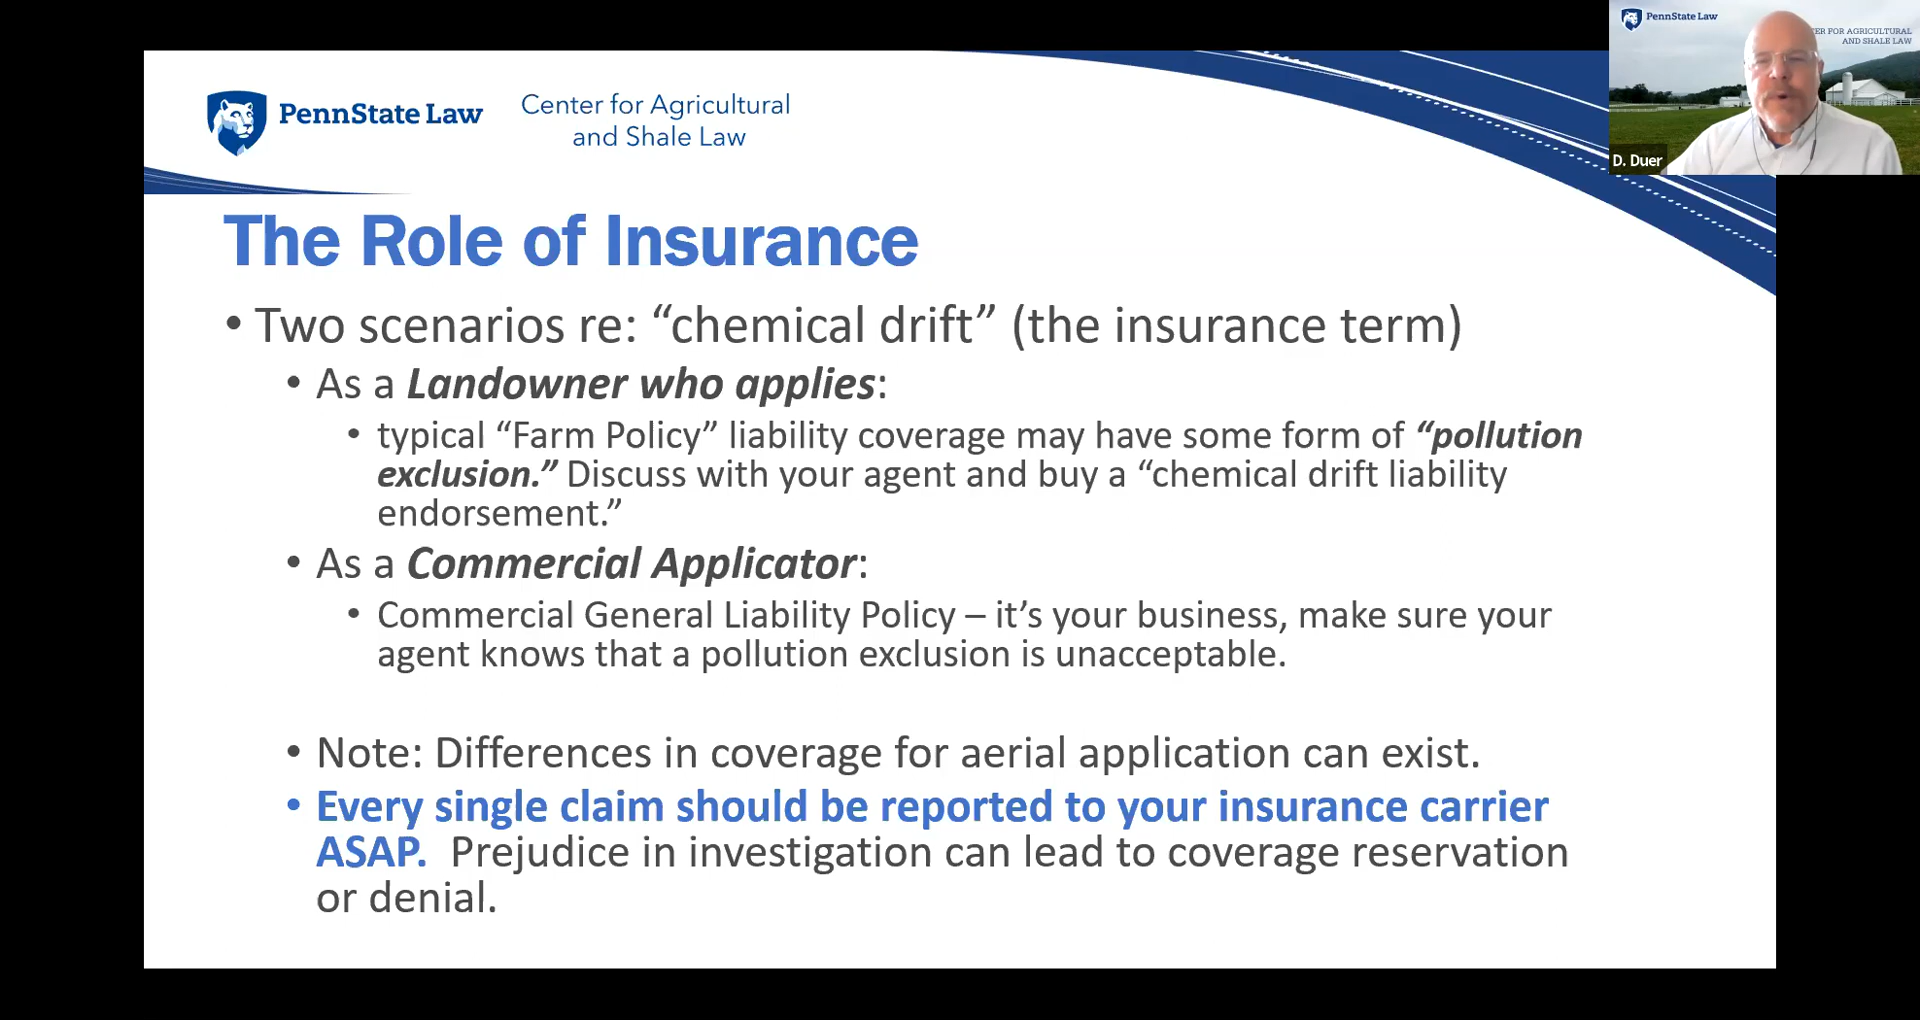 PennState Law
Center for Agricultural
and Shale Law
PennState Law
ER FOR AGRICULTURAL
AND SHALE LAW
D. Duer
The Role of Insurance
• Two scenarios re: “chemical drift” (the insurance term)
• As a Landowner who applies:
• typical “Farm Policy” liability coverage may have some form of “pollution
exclusion.” Discuss with your agent and buy a “chemical drift liability
endorsement.”
• As a Commercial Applicator:
• Commercial General Liability Policy – it’s your business, make sure your
agent knows that a pollution exclusion is unacceptable.
• Note: Differences in coverage for aerial application can exist.
• Every single claim should be reported to your insurance carrier
ASAP.  Prejudice in investigation can lead to coverage reservation
or denial.